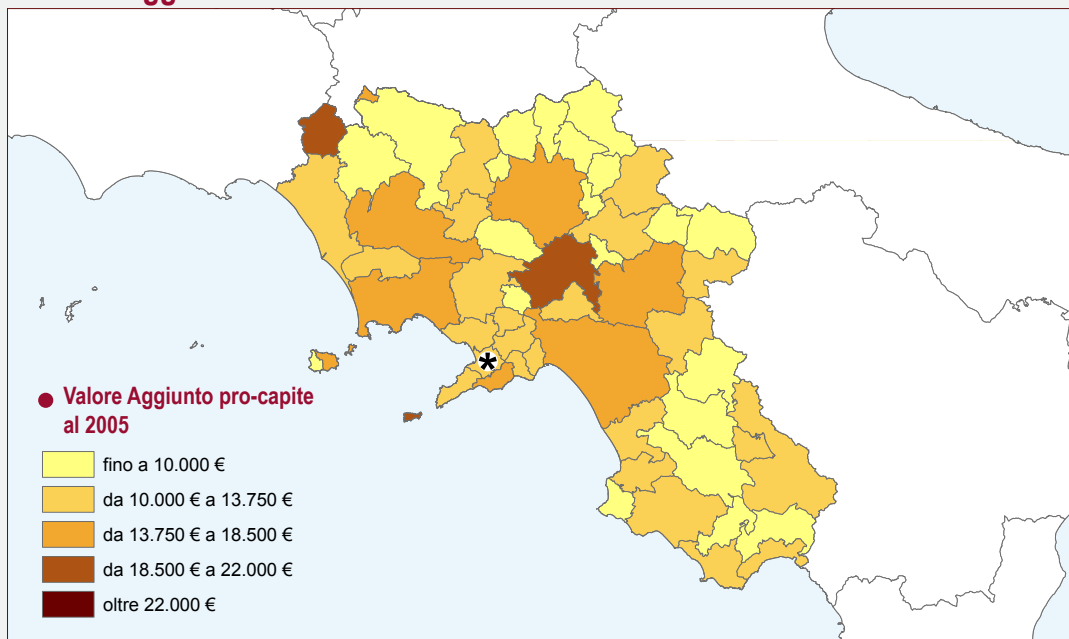 Valore Aggiunto pro-capite
al 2005
fino a 10.000 €
da 10.000 € a 13.750 €
da 13.750 € a 18.500 €
da 18.500 € a 22.000 €
oltre 22.000 €
*